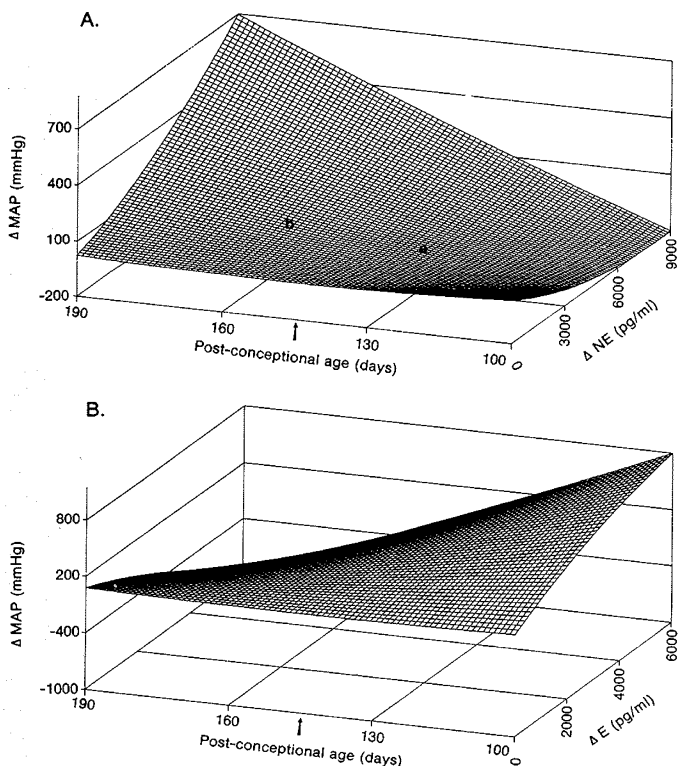 A.
700
400
100
-200
Δ MAP (mmHg)
b
a
190
160
130
100
Post-conceptional age (days)
0
3000
6000
9000
Δ NE (pg/ml)
B.
800
200
-400
-1000
Δ MAP (mmHg)
190
160
130
100
Post-conceptional age (days)
0
2000
4000
6000
Δ E (pg/ml)